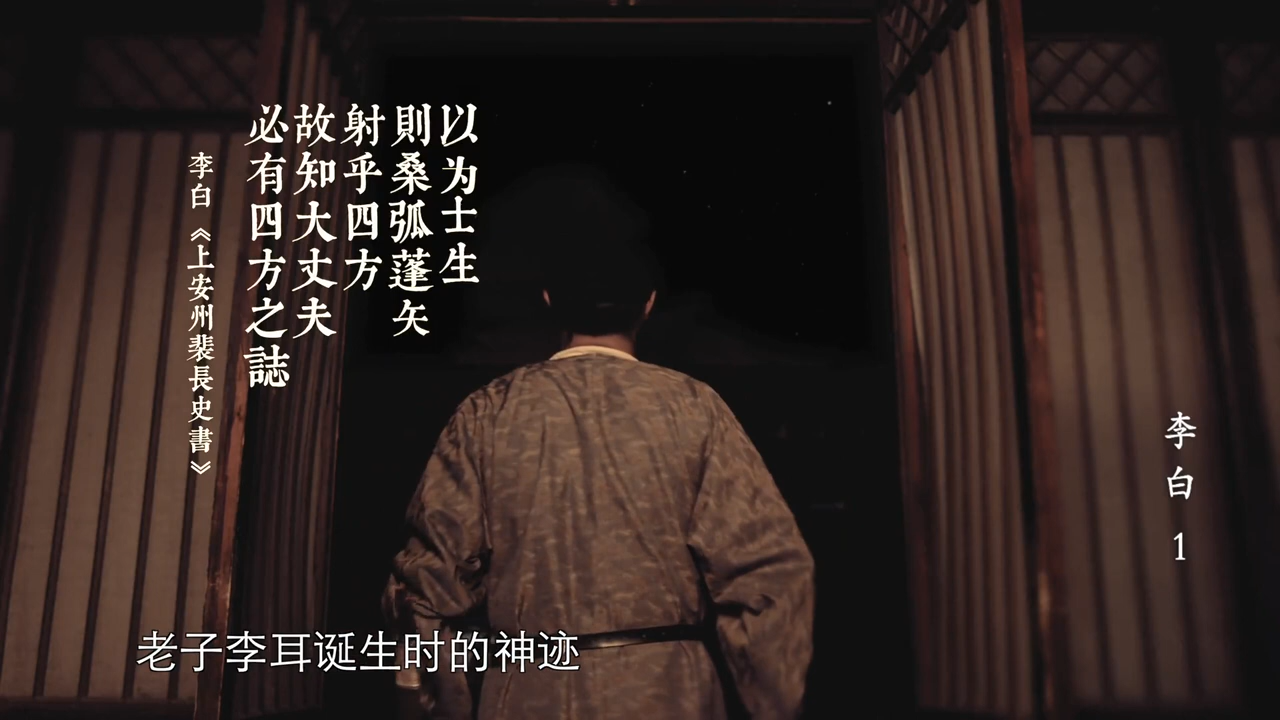 以为士生
則桑弧蓬矢
射乎四方
故知大丈夫
必有四方之誌
李白《上安州裴長史書》
李白1
老子李耳诞生时的神迹